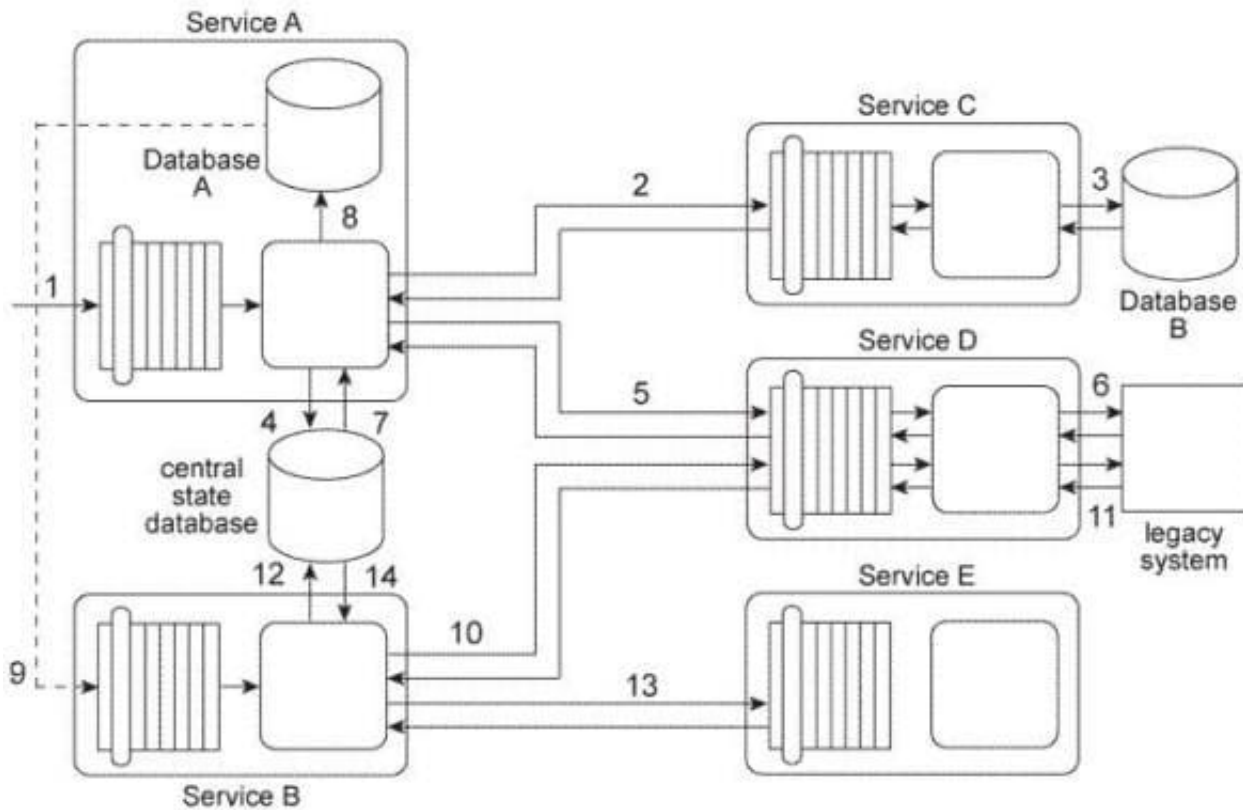 Service A
Database
A
8
1
2
Service C
3
Database
B
Service D
5
6
4
7
central
state
database
12
14
11
legacy
system
Service E
9
10
13
Service B